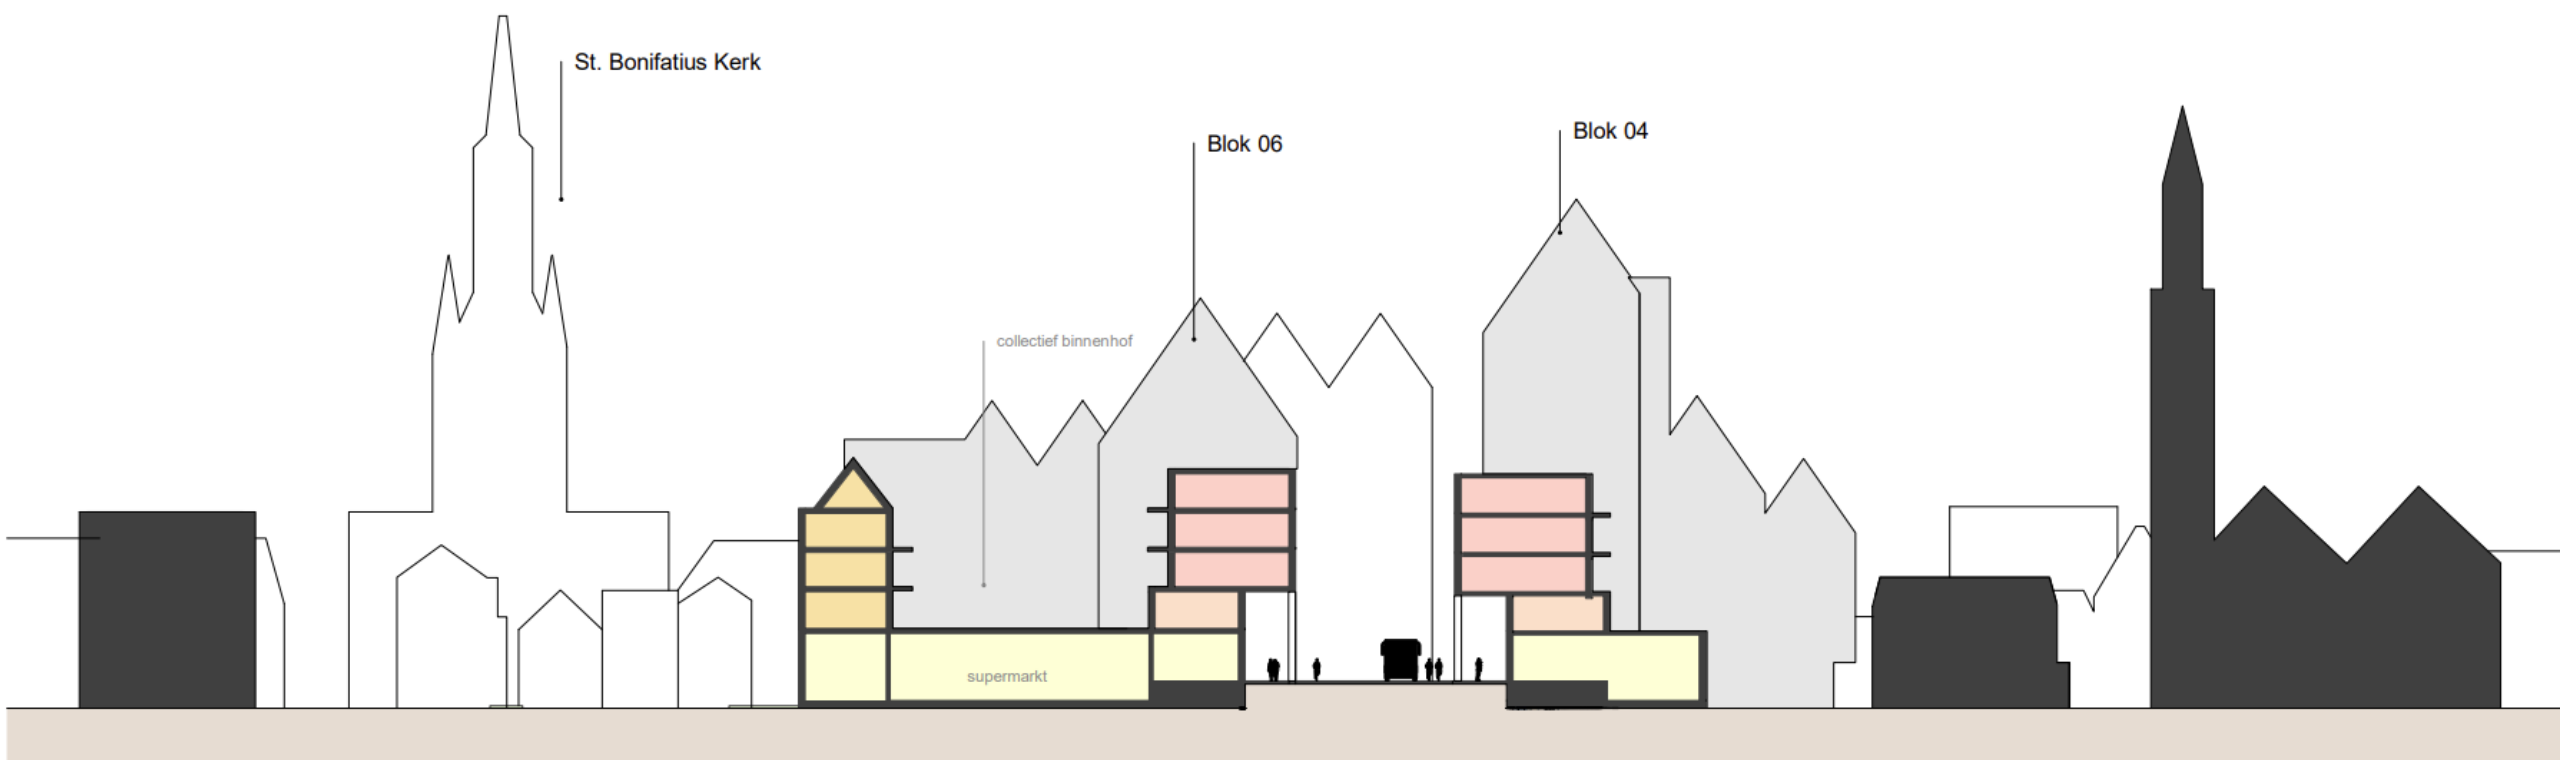 St. Bonifatius Kerk
Blok 06
Blok 04
collectief binnenhof
supermarkt